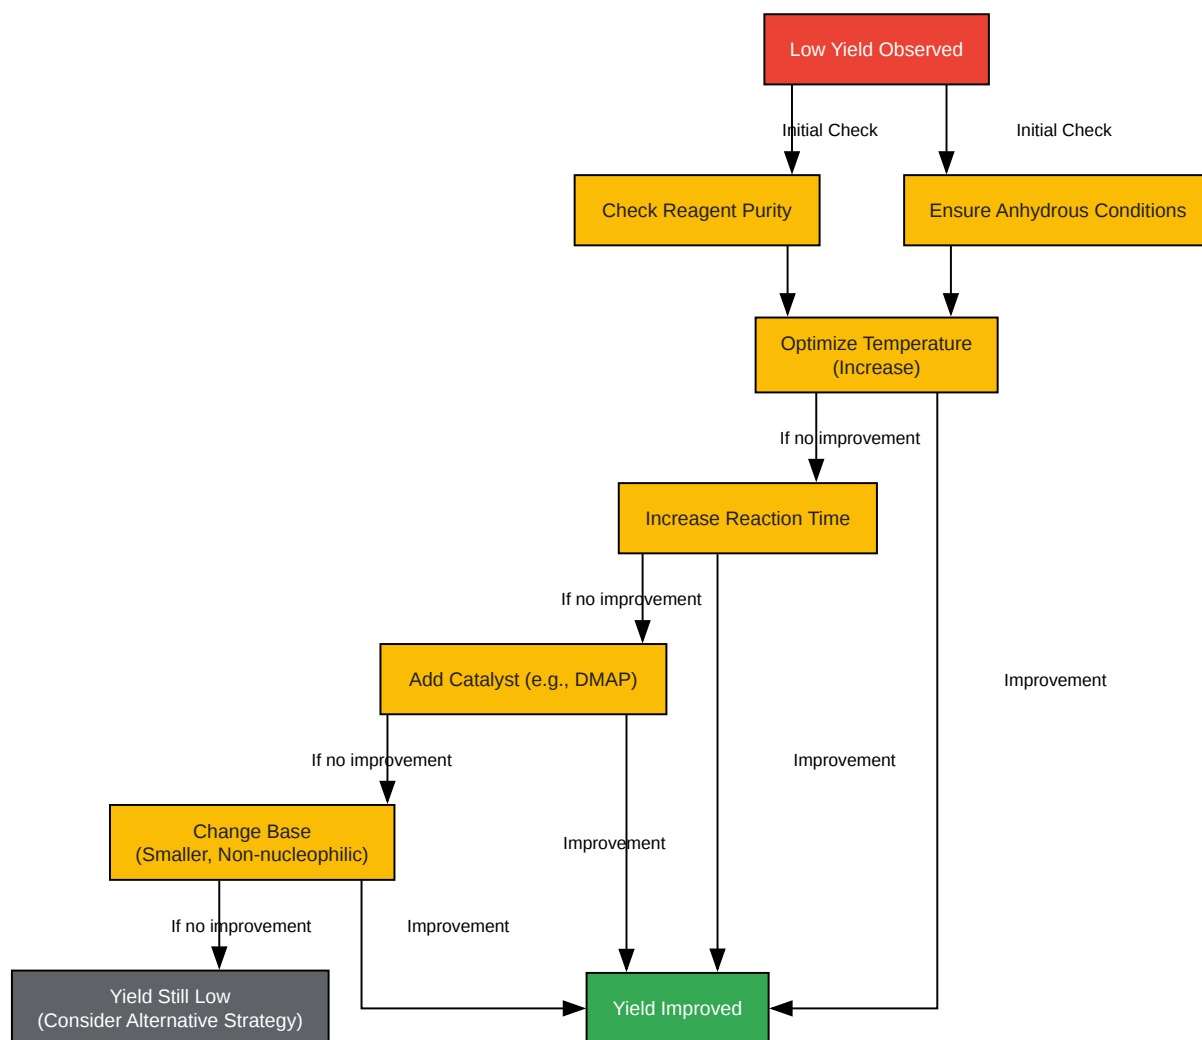 Low Yield Observed
Initial Check
Initial Check
Check Reagent Purity
Ensure Anhydrous Conditions
Optimize Temperature
(Increase)
If no improvement
Increase Reaction Time
If no improvement
Add Catalyst (e.g., DMAP)
Improvement
If no improvement
Improvement
Change Base
(Smaller, Non-nucleophilic)
Improvement
If no improvement
Improvement
Yield Still Low
(Consider Alternative Strategy)
Yield Improved